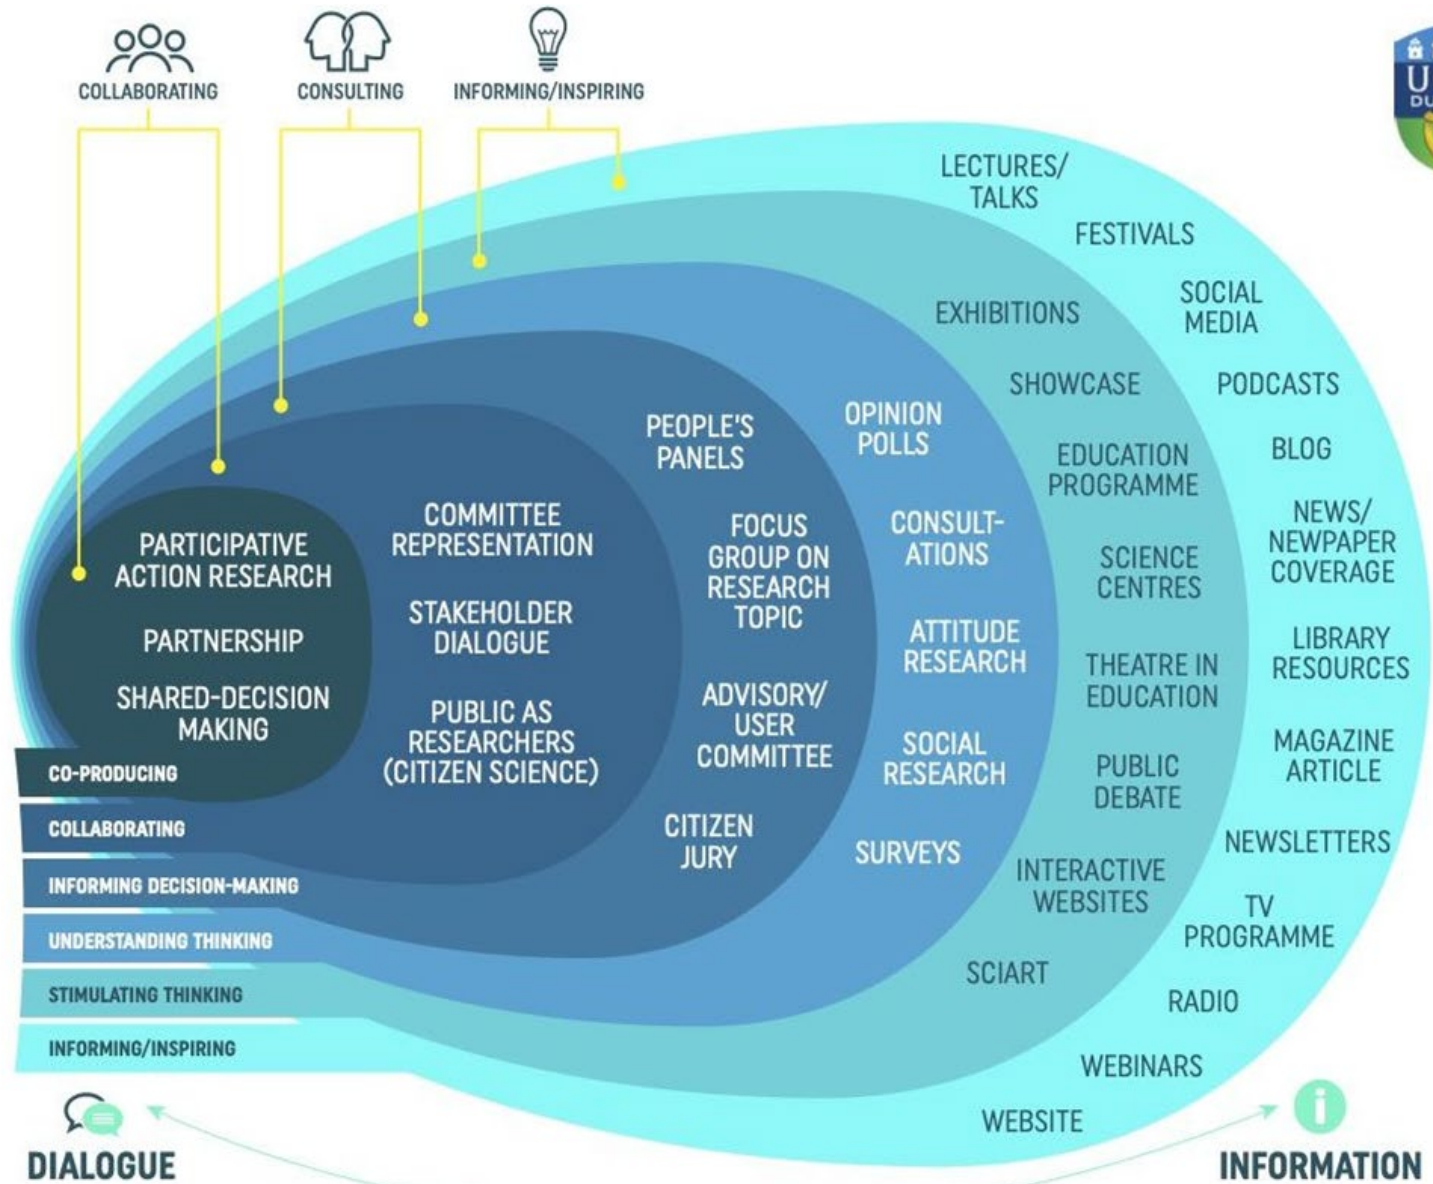 COLLABORATING
CONSULTING
INFORMING/INSPIRING
LECTURES/
TALKS
FESTIVALS
SOCIAL
MEDIA
PODCASTS
BLOG
NEWS/
NEWPAPER
COVERAGE
LIBRARY
RESOURCES
MAGAZINE
ARTICLE
NEWSLETTERS
TV
PROGRAMME
RADIO
WEBINARS
WEBSITE
EXHIBITIONS
SHOWCASE
EDUCATION
PROGRAMME
SCIENCE
CENTRES
THEATRE IN
EDUCATION
PUBLIC
DEBATE
INTERACTIVE
WEBSITES
SCIART
OPINION
POLLS
CONSULT-
ATIONS
ATTITUDE
RESEARCH
SOCIAL
RESEARCH
SURVEYS
PEOPLE'S
PANELS
FOCUS
GROUP ON
RESEARCH
TOPIC
ADVISORY/
USER
COMMITTEE
CITIZEN
JURY
COMMITTEE
REPRESENTATION
STAKEHOLDER
DIALOGUE
PUBLIC AS
RESEARCHERS
(CITIZEN SCIENCE)
PARTICIPATIVE
ACTION RESEARCH
PARTNERSHIP
SHARED-DECISION
MAKING
CO-PRODUCING
COLLABORATING
INFORMING DECISION-MAKING
UNDERSTANDING THINKING
STIMULATING THINKING
INFORMING/INSPIRING
DIALOGUE
INFORMATION